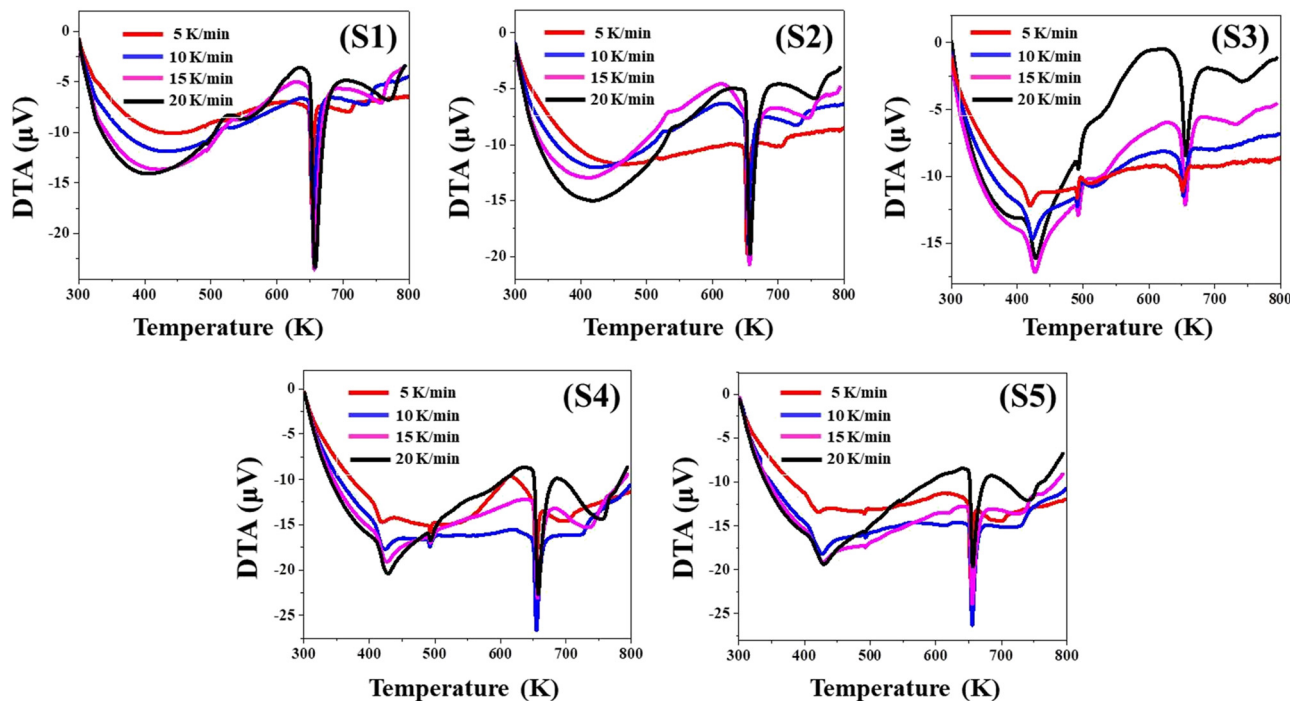 (S1)
5 K/min
10 K/min
15 K/min
20 K/min
0
-5
-10
-15
-20
DTA (µV)
300 400 500 600 700 800
Temperature (K)
(S2)
5 K/min
10 K/min
15 K/min
20 K/min
0
-5
-10
-15
-20
DTA (µV)
300 400 500 600 700 800
Temperature (K)
(S3)
5 K/min
10 K/min
15 K/min
20 K/min
0
-5
-10
-15
DTA (µV)
300 400 500 600 700 800
Temperature (K)
(S4)
5 K/min
10 K/min
15 K/min
20 K/min
0
-5
-10
-15
-20
-25
DTA (µV)
300 400 500 600 700 800
Temperature (K)
(S5)
5 K/min
10 K/min
15 K/min
20 K/min
0
-5
-10
-15
-20
-25
DTA (µV)
300 400 500 600 700 800
Temperature (K)